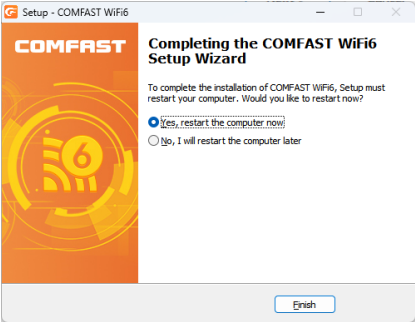 Setup - COMFAST WiFi6
COMFAST
Completing the COMFAST WiFi6
Setup Wizard
To complete the installation of COMFAST WiFi6, Setup must
restart your computer. Would you like to restart now?
Yes, restart the computer now
No, I will restart the computer later
6
Finish